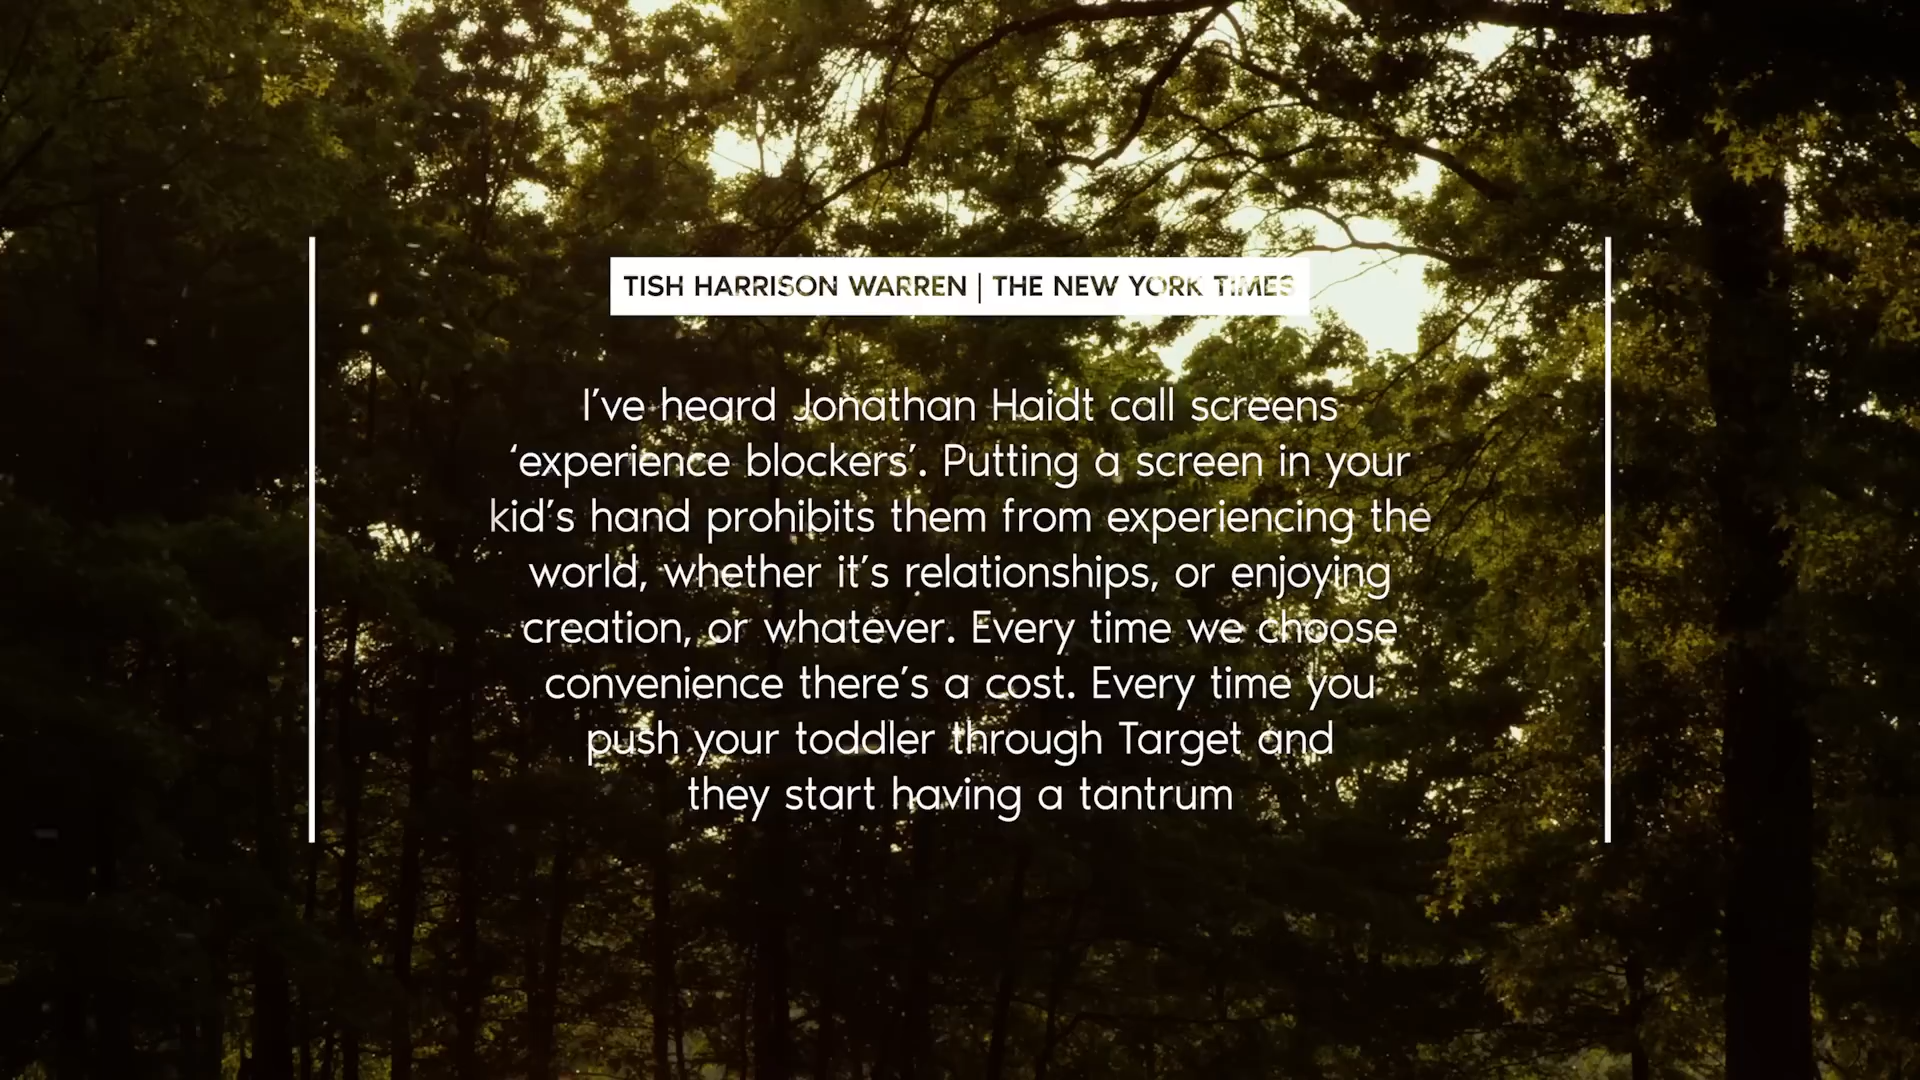 TISH HARRISON WARREN | THE NEW YORK TIMES
I've heard Jonathan Haidt call screens
‘experience blockers’. Putting a screen in your
kid's hand prohibits them from experiencing the
world, whether it's relationships, or enjoying
creation, or whatever. Every time we choose
convenience there's a cost. Every time you
push your toddler through Target and
they start having a tantrum